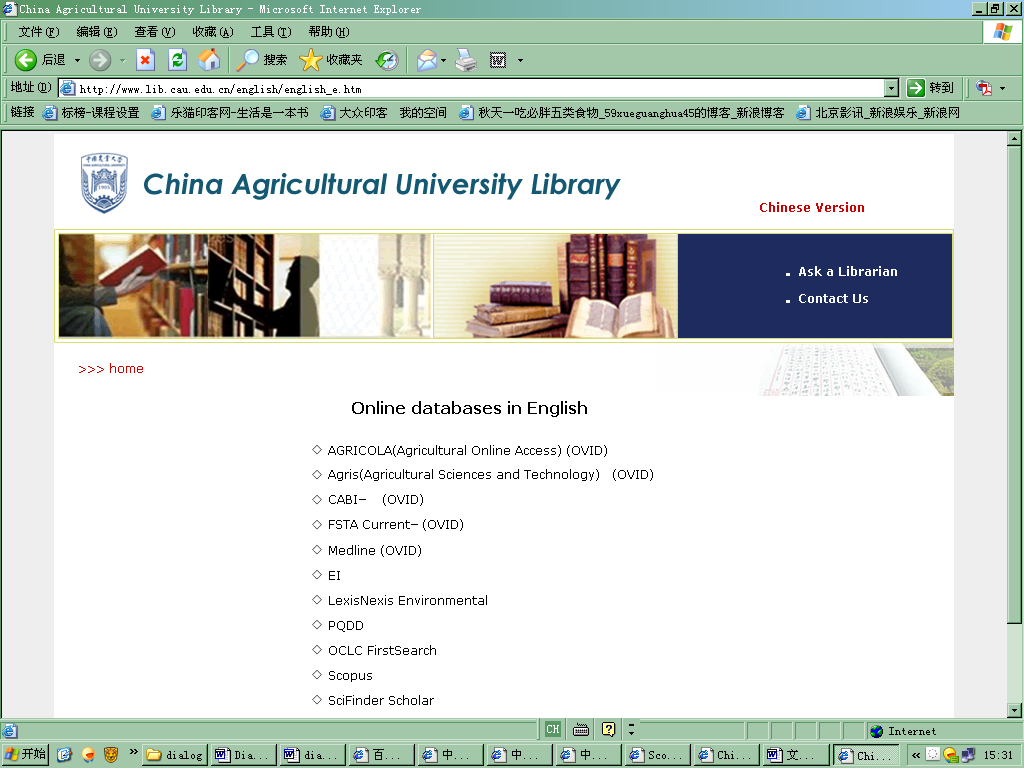 China Agricultural University Library - Microsoft Internet Explorer
文件(F) 编辑(E) 查看(V) 收藏(A) 工具(T) 帮助(H)
后退 搜索 收藏夹
地址(D) http://www.lib.cau.edu.cn/english/english_e.htm 转到
链接 标榜-课程设置 乐猫印客网-生活是一本书 大众印客 我的空间 秋天一吃必胖五类食物_59xueguanghua45的博客_新浪博客 北京影讯_新浪娱乐_新浪网
China Agricultural University Library
Chinese Version
Ask a Librarian
Contact Us
>>> home
Online databases in English
◇ AGRICOLA(Agricultural Online Access) (OVID)
◇ Agris(Agricultural Sciences and Technology) (OVID)
◇ CABI– (OVID)
◇ FSTA Current– (OVID)
◇ Medline (OVID)
◇ EI
◇ LexisNexis Environmental
◇ PQDD
◇ OCLC FirstSearch
◇ Scopus
◇ SciFinder Scholar
CH
Internet
开始 » dialog Dia... dia... 百... 中... 中... 中... Sco... Chi... 文... Chi... « 15:31